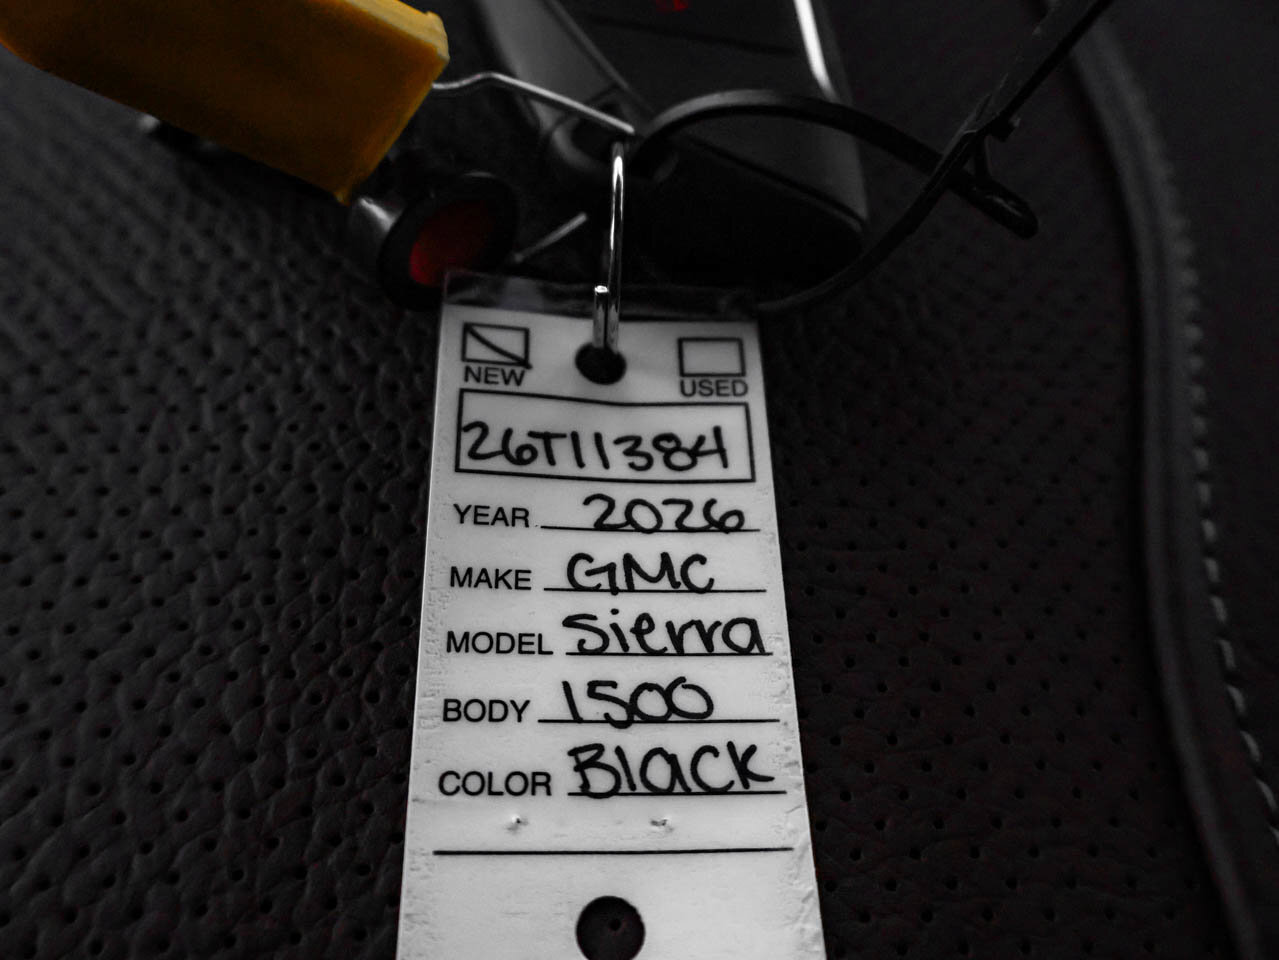 NEW USED
26T11384
YEAR 2026
MAKE GMC
MODEL Sierra
BODY 1500
COLOR Black